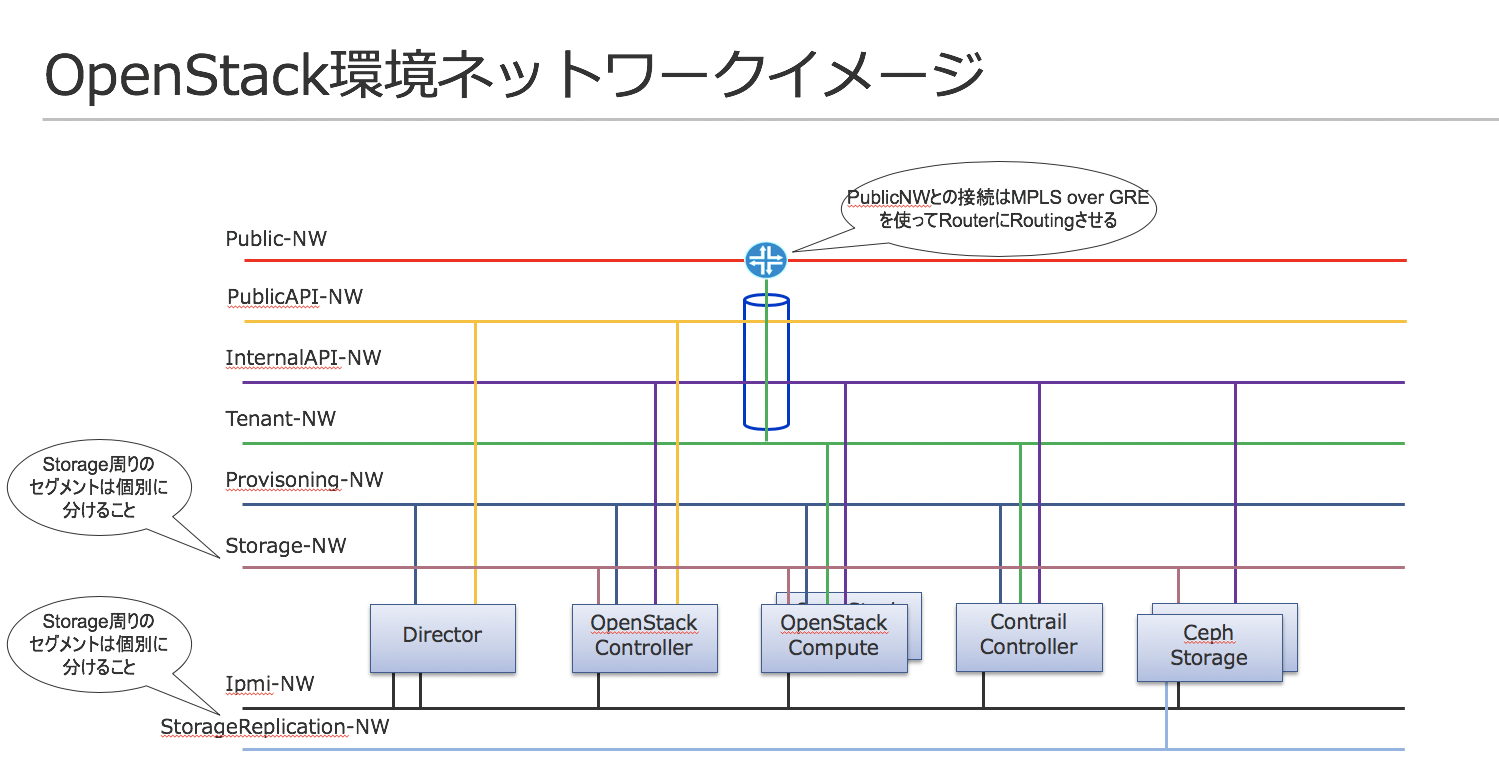 OpenStack環境ネットワークイメージ
PublicNWとの接続はMPLS over GRE
を使ってRouterにRoutingさせる
Public-NW
PublicAPI-NW
InternalAPI-NW
Tenant-NW
Storage周りの
セグメントは個別に
分けること
Provisoning-NW
Storage-NW
Storage周りの
セグメントは個別に
分けること
Director
OpenStack
Controller
OpenStack
Compute
Contrail
Controller
Ceph
Storage
Ipmi-NW
StorageReplication-NW